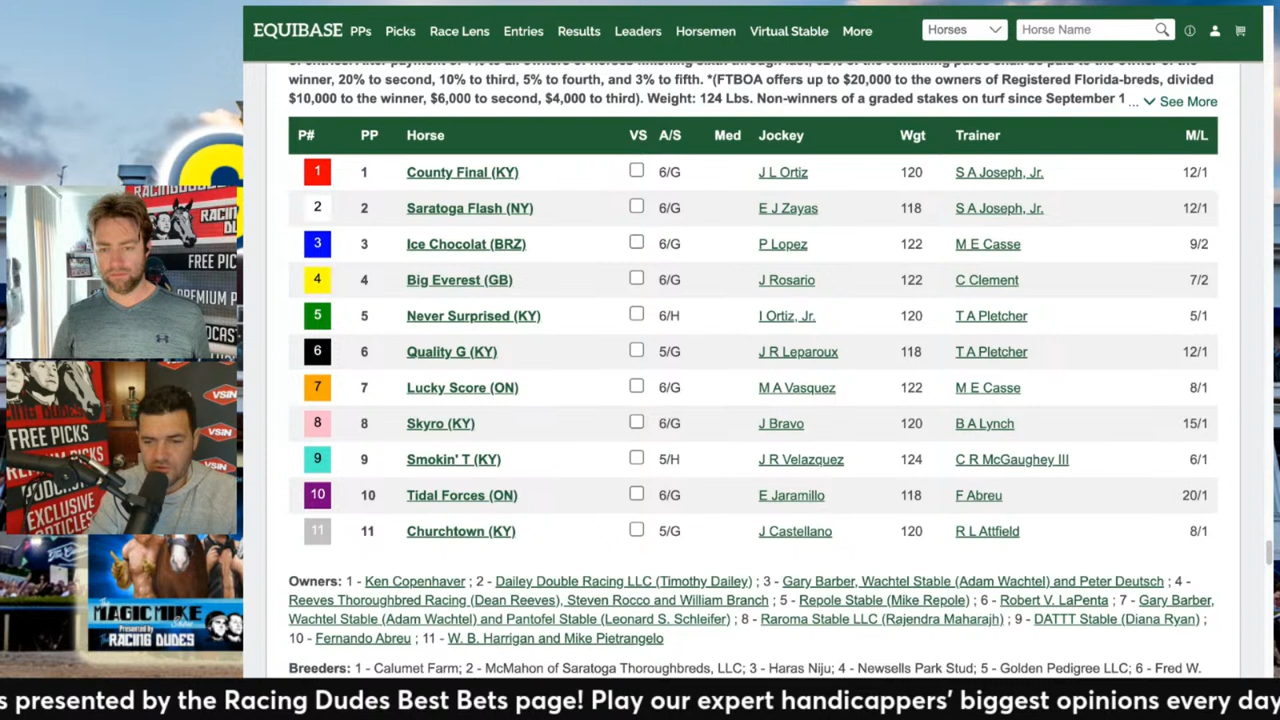 EQUIBASE PPs Picks Race Lens Entries Results Leaders Horsemen Virtual Stable More Horses Horse Name
winner, 20% to second, 10% to third, 5% to fourth, and 3% to fifth. *(FTBOA offers up to $20,000 to the owners of Registered Florida-breds, divided
$10,000 to the winner, $6,000 to second, $4,000 to third). Weight: 124 Lbs. Non-winners of a graded stakes on turf since September 1 ... See More
P# PP Horse VS A/S Med Jockey Wgt Trainer M/L
1 1 County Final (KY) 6/G J L Ortiz 120 S A Joseph, Jr. 12/1
2 2 Saratoga Flash (NY) 6/G E J Zayas 118 S A Joseph, Jr. 12/1
3 3 Ice Chocolat (BRZ) 6/G P Lopez 122 M E Casse 9/2
4 4 Big Everest (GB) 6/G J Rosario 122 C Clement 7/2
5 5 Never Surprised (KY) 6/H I Ortiz, Jr. 120 T A Pletcher 5/1
6 6 Quality G (KY) 5/G J R Leparoux 118 T A Pletcher 12/1
7 7 Lucky Score (ON) 6/G M A Vasquez 122 M E Casse 8/1
8 8 Skyro (KY) 6/G J Bravo 120 B A Lynch 15/1
9 9 Smokin' T (KY) 5/H J R Velazquez 124 C R McGaughey III 6/1
10 10 Tidal Forces (ON) 6/G E Jaramillo 118 F Abreu 20/1
11 11 Churchtown (KY) 5/G J Castellano 120 R L Attfield 8/1
Owners: 1 - Ken Copenhaver ; 2 - Dailey Double Racing LLC (Timothy Dailey) ; 3 - Gary Barber, Wachtel Stable (Adam Wachtel) and Peter Deutsch ; 4 -
Reeves Thoroughbred Racing (Dean Reeves), Steven Rocco and William Branch ; 5 - Repole Stable (Mike Repole) ; 6 - Robert V. LaPenta ; 7 - Gary Barber,
Wachtel Stable (Adam Wachtel) and Pantofel Stable (Leonard S. Schleifer) ; 8 - Raroma Stable LLC (Rajendra Maharajh) ; 9 - DATTT Stable (Diana Ryan) ;
10 - Fernando Abreu ; 11 - W. B. Harrigan and Mike Pietrangelo
Breeders: 1 - Calumet Farm; 2 - McMahon of Saratoga Thoroughbreds, LLC; 3 - Haras Niju; 4 - Newsells Park Stud; 5 - Golden Pedigree LLC; 6 - Fred W.
FREE PIC
PREMIUM P
VSiN
FREE PICKS
VSiN
EXCLUSIVE
ARTICLES
VSiN
THE
MAGIC MIKE
Show
Presented by
THE RACING DUDES
s presented by the Racing Dudes Best Bets page! Play our expert handicappers' biggest opinions every day